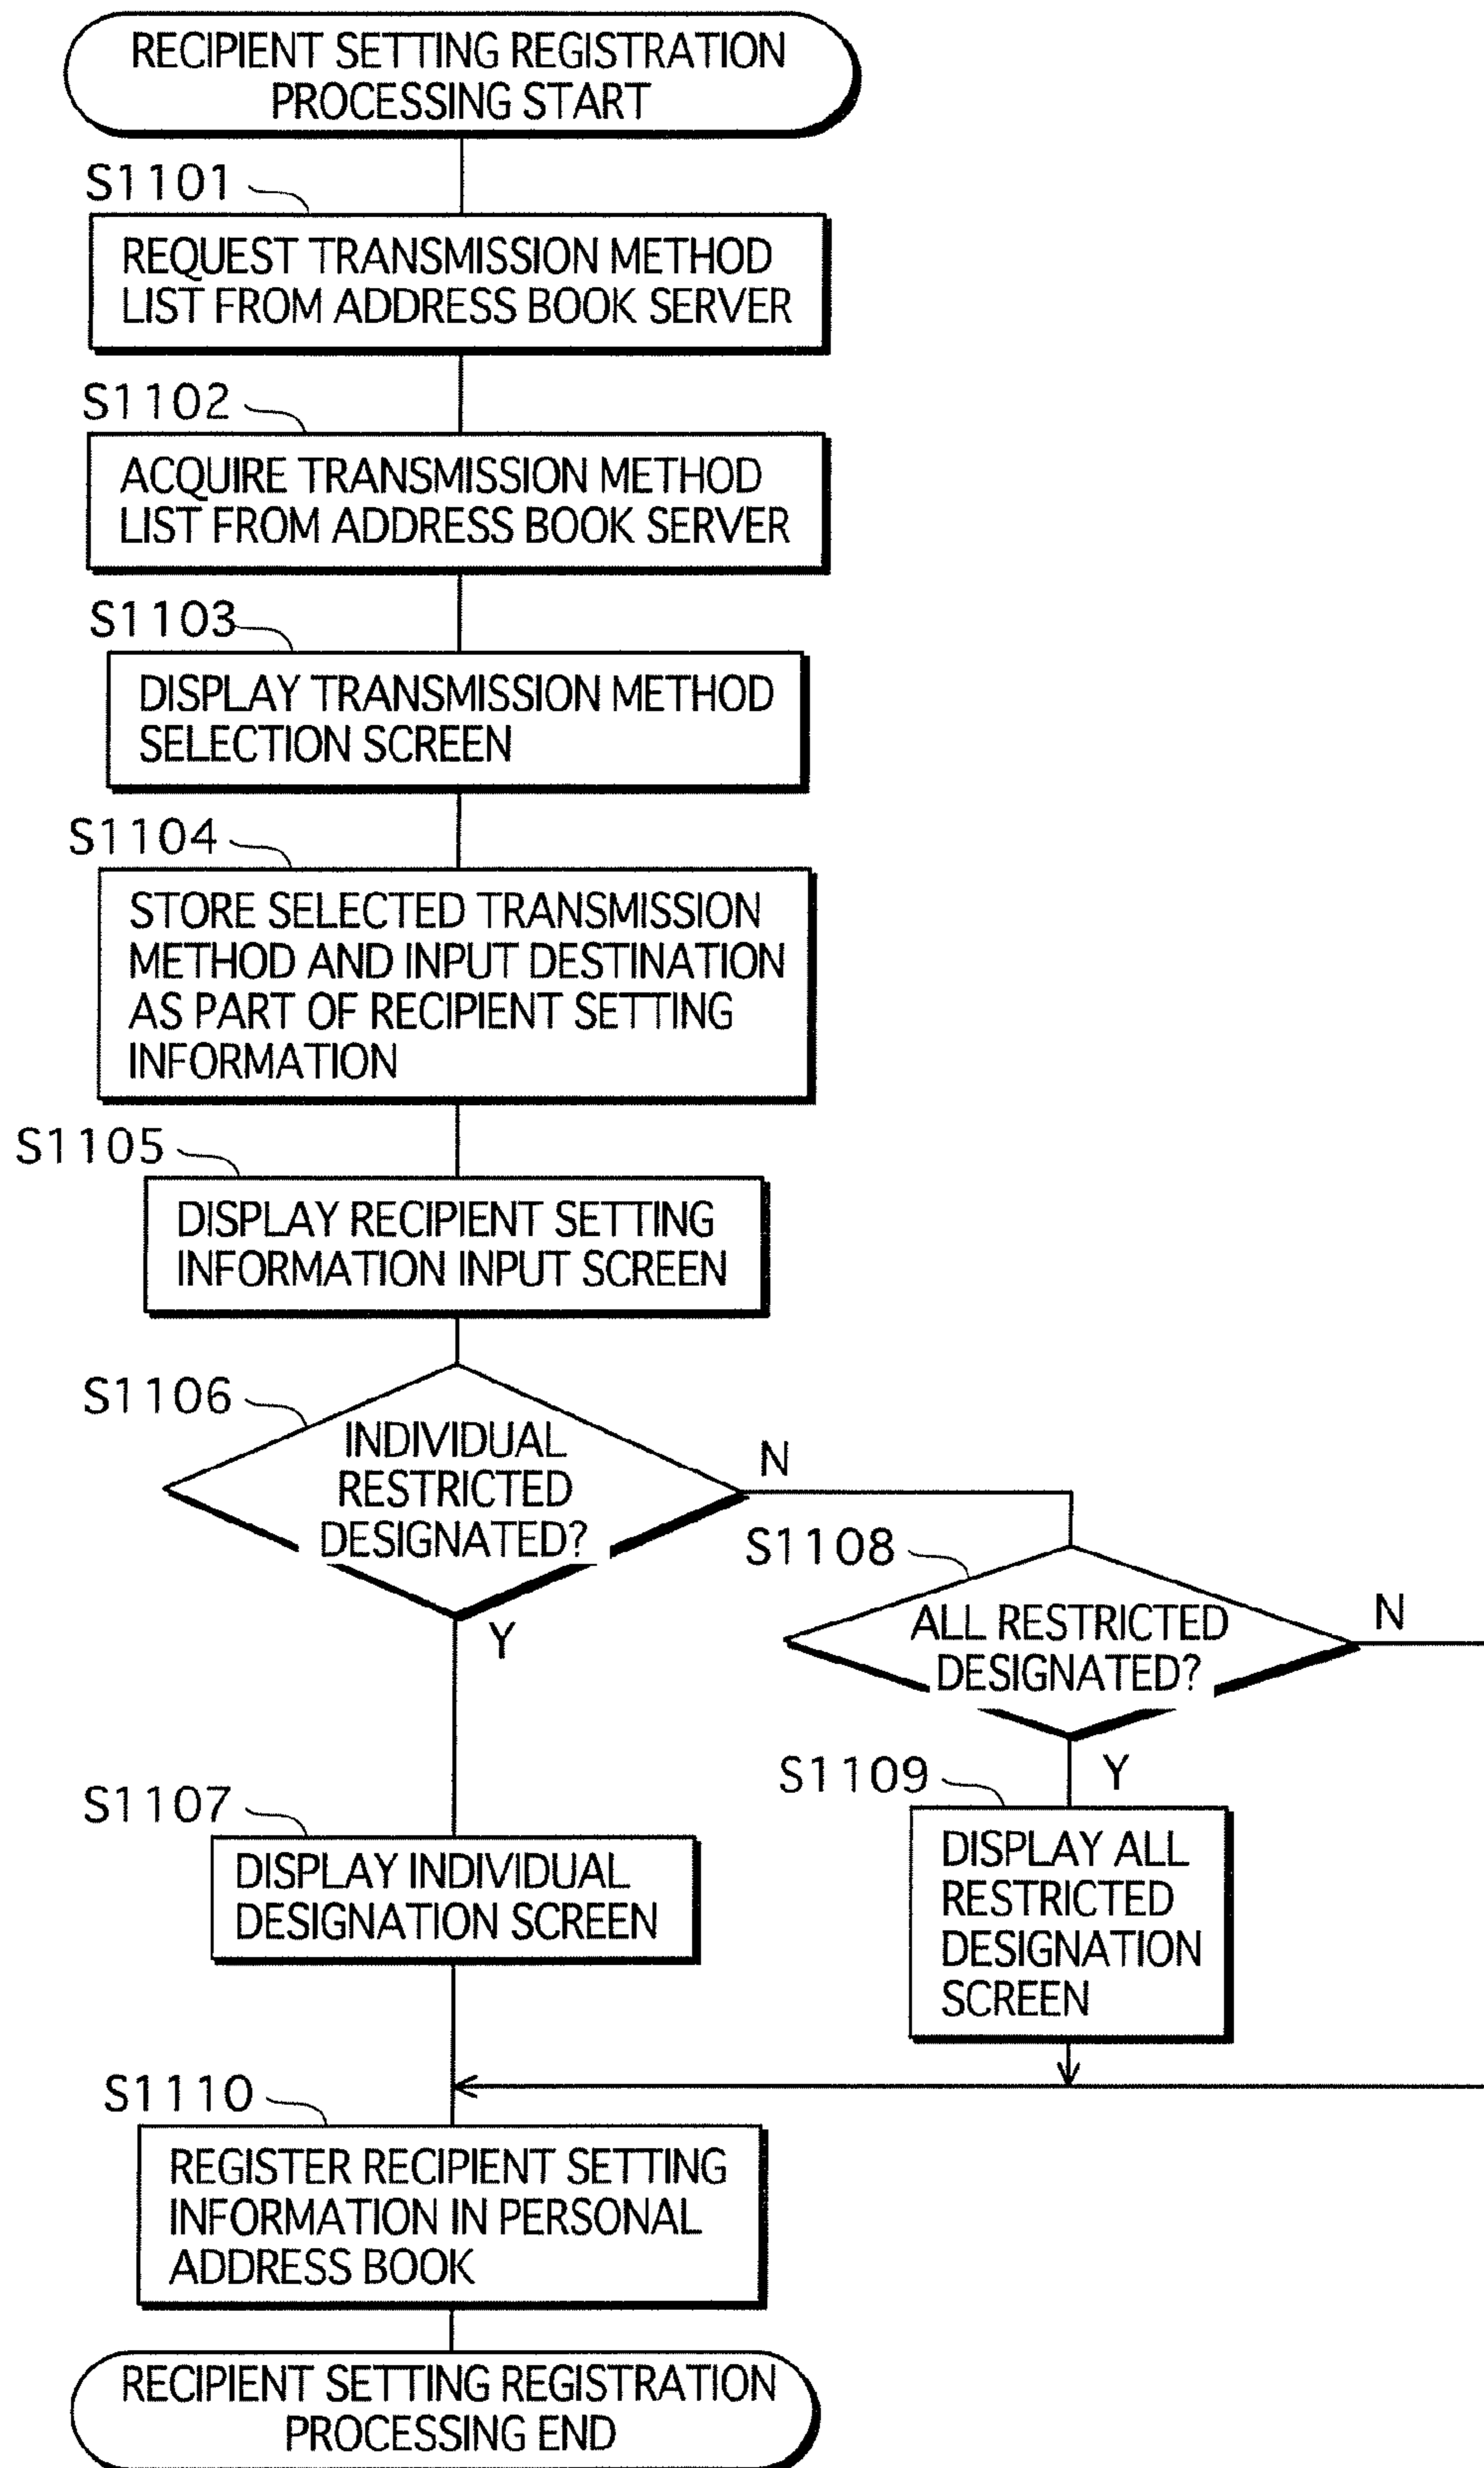 RECIPIENT SETTING REGISTRATION
PROCESSING START
S1101
REQUEST TRANSMISSION METHOD
LIST FROM ADDRESS BOOK SERVER
S1102
ACQUIRE TRANSMISSION METHOD
LIST FROM ADDRESS BOOK SERVER
S1103
DISPLAY TRANSMISSION METHOD
SELECTION SCREEN
S1104
STORE SELECTED TRANSMISSION
METHOD AND INPUT DESTINATION
AS PART OF RECIPIENT SETTING
INFORMATION
S1105
DISPLAY RECIPIENT SETTING
INFORMATION INPUT SCREEN
S1106
INDIVIDUAL
RESTRICTED
DESIGNATED?
N
Y
S1108
ALL RESTRICTED
DESIGNATED?
N
Y
S1107
DISPLAY INDIVIDUAL
DESIGNATION SCREEN
S1109
DISPLAY ALL
RESTRICTED
DESIGNATION
SCREEN
S1110
REGISTER RECIPIENT SETTING
INFORMATION IN PERSONAL
ADDRESS BOOK
RECIPIENT SETTING REGISTRATION
PROCESSING END